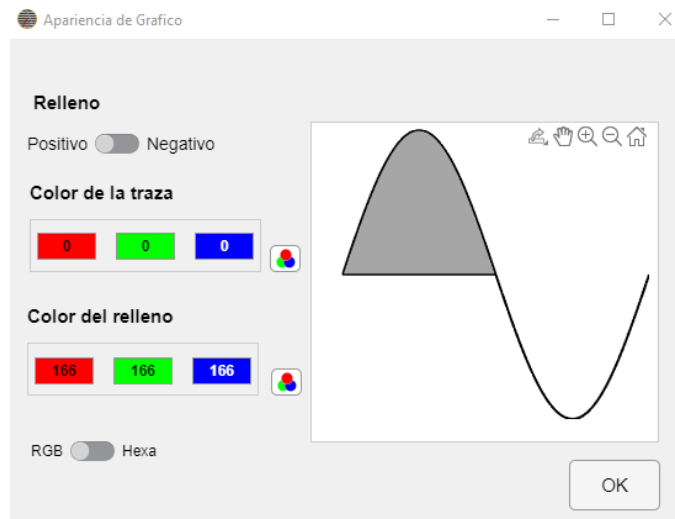 Apariencia de Grafico
Relleno
Positivo Negativo
Color de la traza
0 0 0
Color del relleno
166 166 166
RGB Hexa
OK